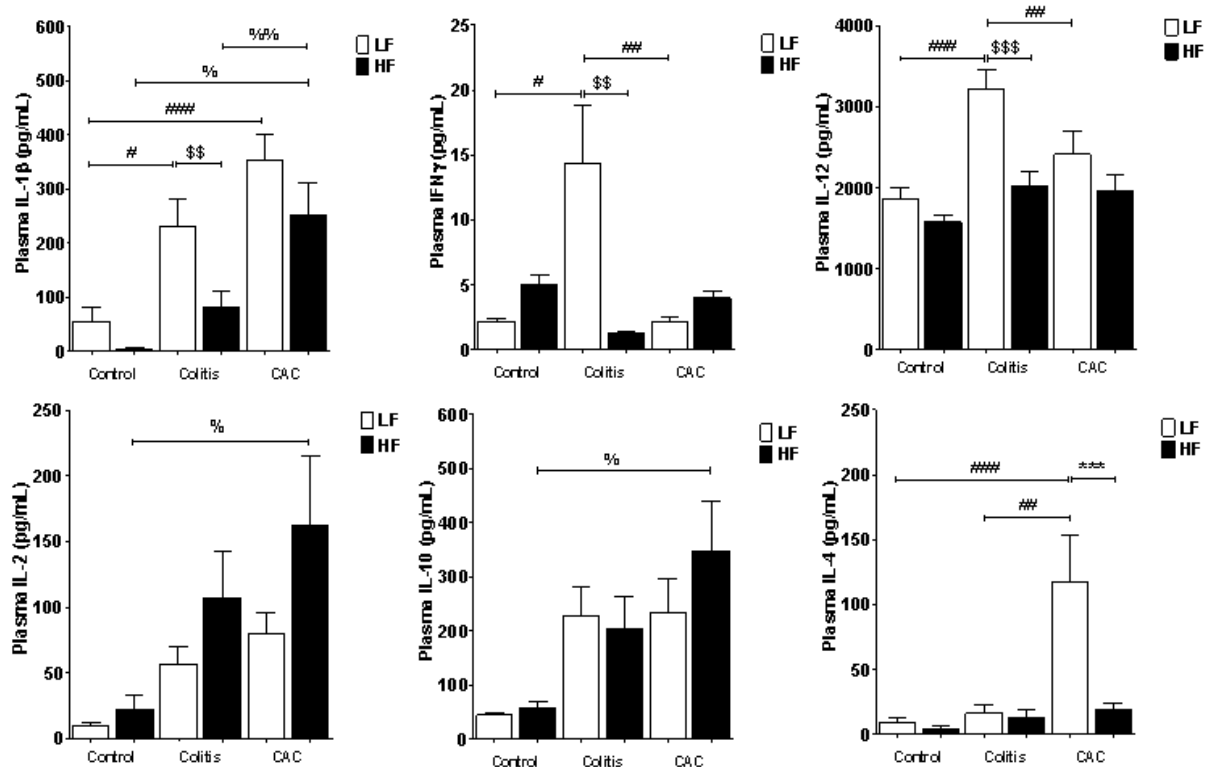 Plasma IL-1β (pg/mL)
600
500
400
300
200
100
0
LF
HF
%%
%
###
#
$$
Control
Colitis
CAC
Plasma IFNγ (pg/mL)
25
20
15
10
5
0
LF
HF
##
#
$$
Control
Colitis
CAC
Plasma IL-12 (pg/mL)
4000
3000
2000
1000
0
LF
HF
##
###
$$$
Control
Colitis
CAC
Plasma IL-2 (pg/mL)
250
200
150
100
50
0
LF
HF
%
Control
Colitis
CAC
Plasma IL-10 (pg/mL)
600
500
400
300
200
100
0
LF
HF
%
Control
Colitis
CAC
Plasma IL-4 (pg/mL)
250
200
150
100
50
0
LF
HF
###
***
##
Control
Colitis
CAC